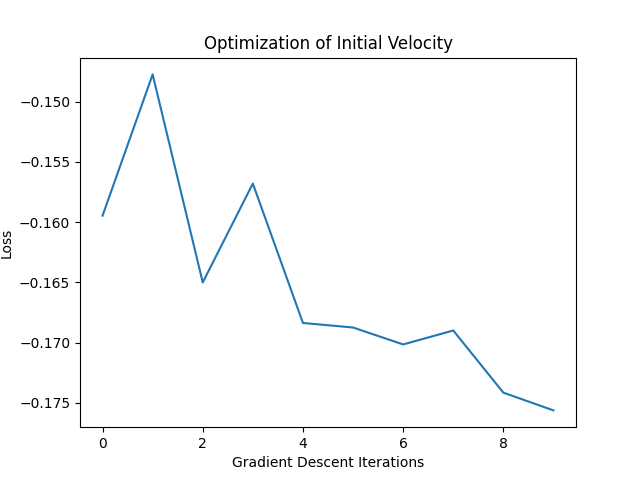 Optimization of Initial Velocity
−0.150
−0.155
−0.160
−0.165
−0.170
−0.175
Loss
0 2 4 6 8
Gradient Descent Iterations